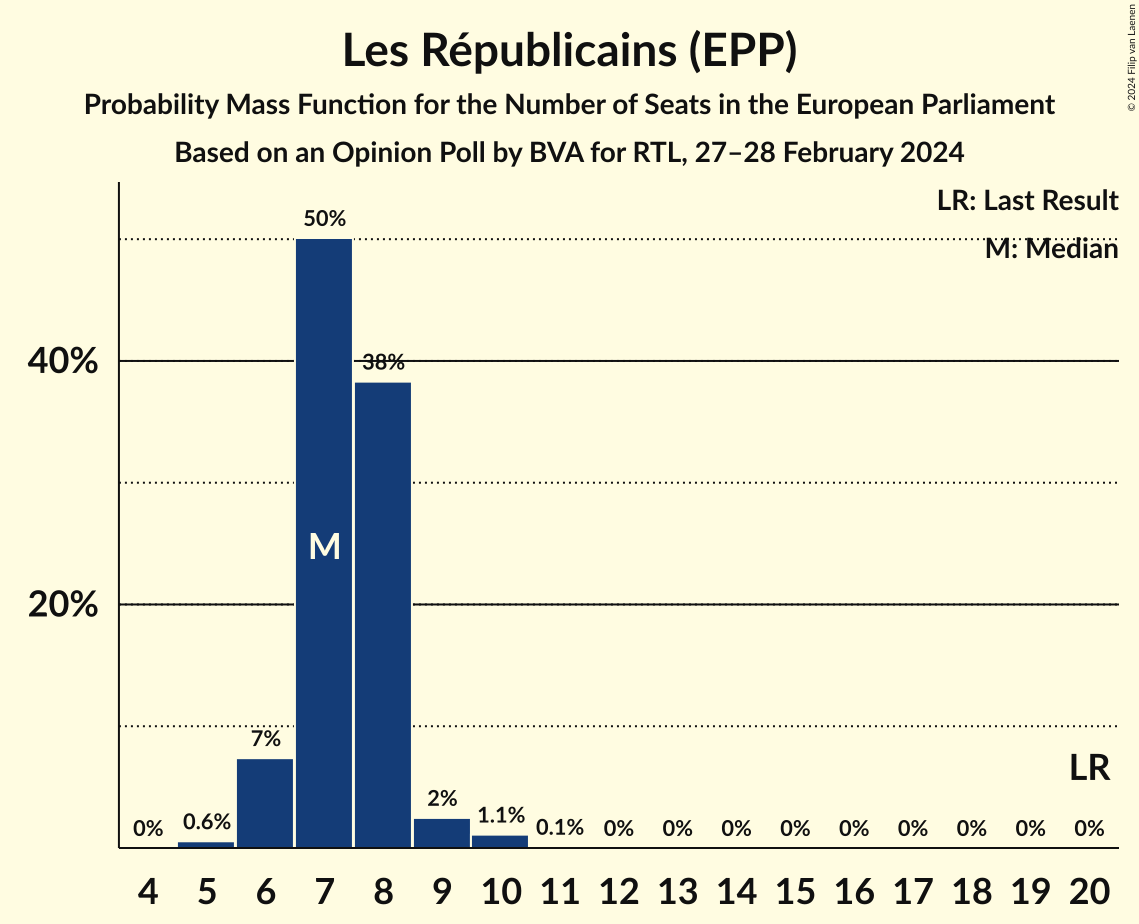 Les Républicains (EPP)
Probability Mass Function for the Number of Seats in the European Parliament
Based on an Opinion Poll by BVA for RTL, 27–28 February 2024
© 2024 Filip van Laenen
LR: Last Result
M: Median
50%
40%
38%
M
20%
7%
LR
0% 0.6% 2% 1.1% 0.1% 0% 0% 0% 0% 0% 0% 0% 0% 0%
4 5 6 7 8 9 10 11 12 13 14 15 16 17 18 19 20